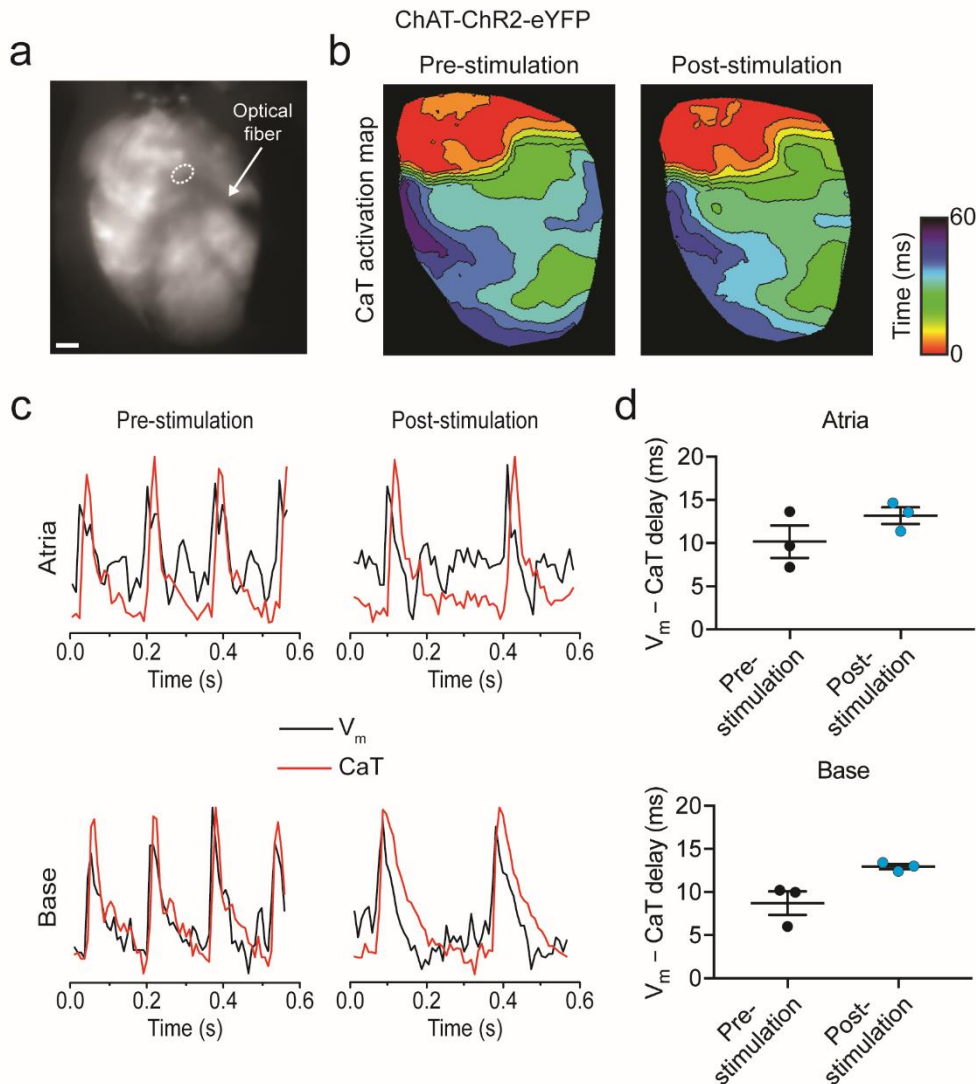 ChAT-ChR2-eYFP
a
Optical
fiber
b
Pre-stimulation
Post-stimulation
CaT activation map
60
Time (ms)
0
c
Pre-stimulation
Post-stimulation
Atria
0.0 0.2 0.4 0.6
Time (s)
0.0 0.2 0.4 0.6
Time (s)
Vm
CaT
Base
0.0 0.2 0.4 0.6
Time (s)
0.0 0.2 0.4 0.6
Time (s)
d
Atria
Vm – CaT delay (ms)
20
15
10
5
0
Pre-
stimulation
Post-
stimulation
Base
Vm – CaT delay (ms)
20
15
10
5
0
Pre-
stimulation
Post-
stimulation